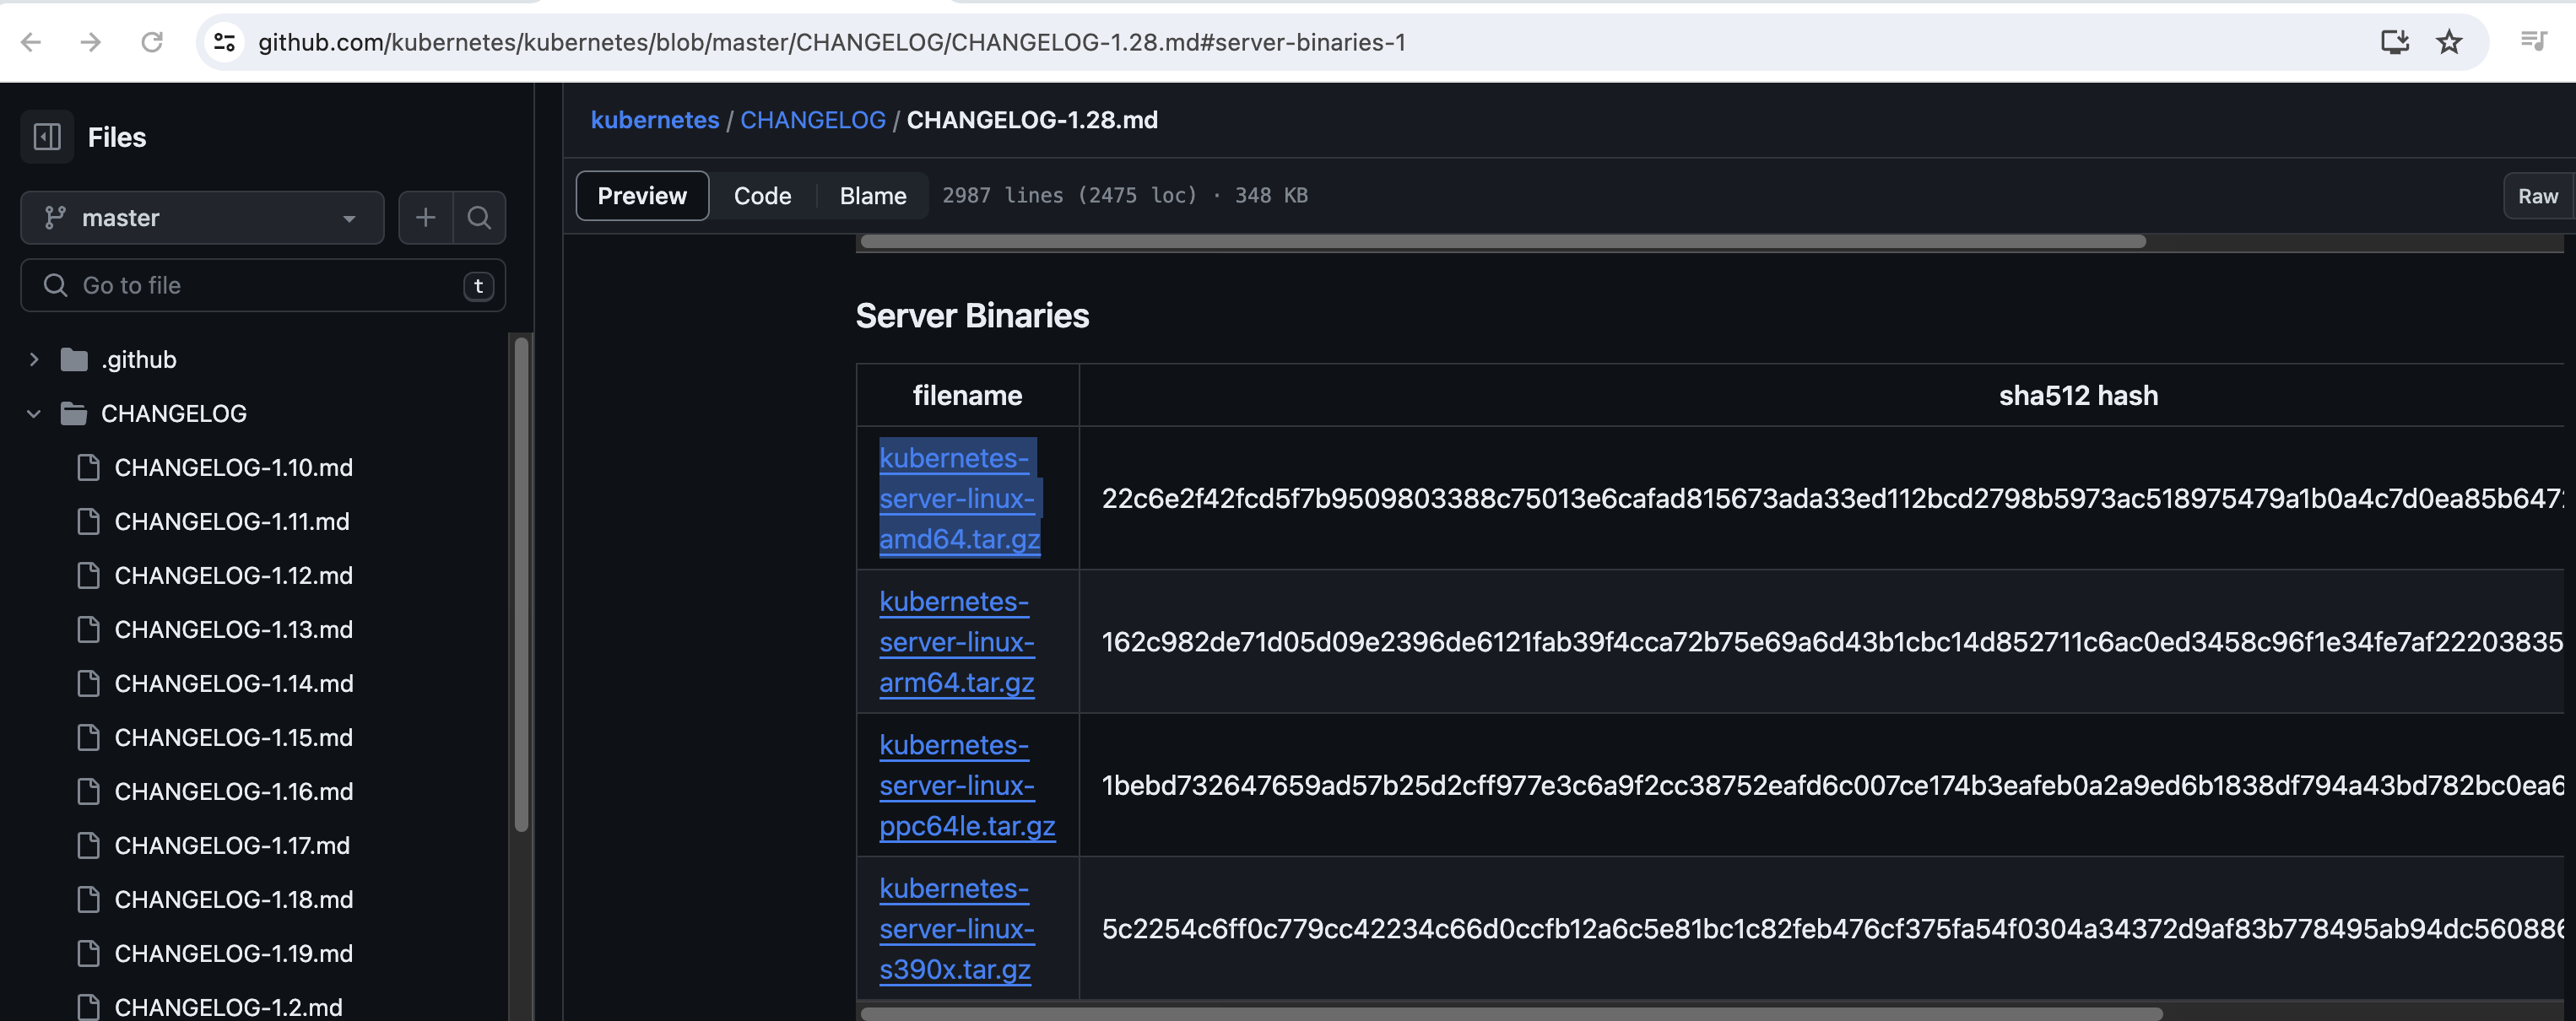 github.com/kubernetes/kubernetes/blob/master/CHANGELOG/CHANGELOG-1.28.md#server-binaries-1
Files
master
Go to file
t
.github
CHANGELOG
CHANGELOG-1.10.md
CHANGELOG-1.11.md
CHANGELOG-1.12.md
CHANGELOG-1.13.md
CHANGELOG-1.14.md
CHANGELOG-1.15.md
CHANGELOG-1.16.md
CHANGELOG-1.17.md
CHANGELOG-1.18.md
CHANGELOG-1.19.md
CHANGELOG-1.2.md
kubernetes / CHANGELOG / CHANGELOG-1.28.md
Preview Code Blame 2987 lines (2475 loc) · 348 KB Raw
Server Binaries
filename sha512 hash
kubernetes-
server-linux-
amd64.tar.gz
22c6e2f42fcd5f7b9509803388c75013e6cafad815673ada33ed112bcd2798b5973ac518975479a1b0a4c7d0ea85b647
kubernetes-
server-linux-
arm64.tar.gz
162c982de71d05d09e2396de6121fab39f4cca72b75e69a6d43b1cbc14d852711c6ac0ed3458c96f1e34fe7af22203835
kubernetes-
server-linux-
ppc64le.tar.gz
1bebd732647659ad57b25d2cff977e3c6a9f2cc38752eafd6c007ce174b3eafeb0a2a9ed6b1838df794a43bd782bc0ea6
kubernetes-
server-linux-
s390x.tar.gz
5c2254c6ff0c779cc42234c66d0ccfb12a6c5e81bc1c82feb476cf375fa54f0304a34372d9af83b778495ab94dc560886